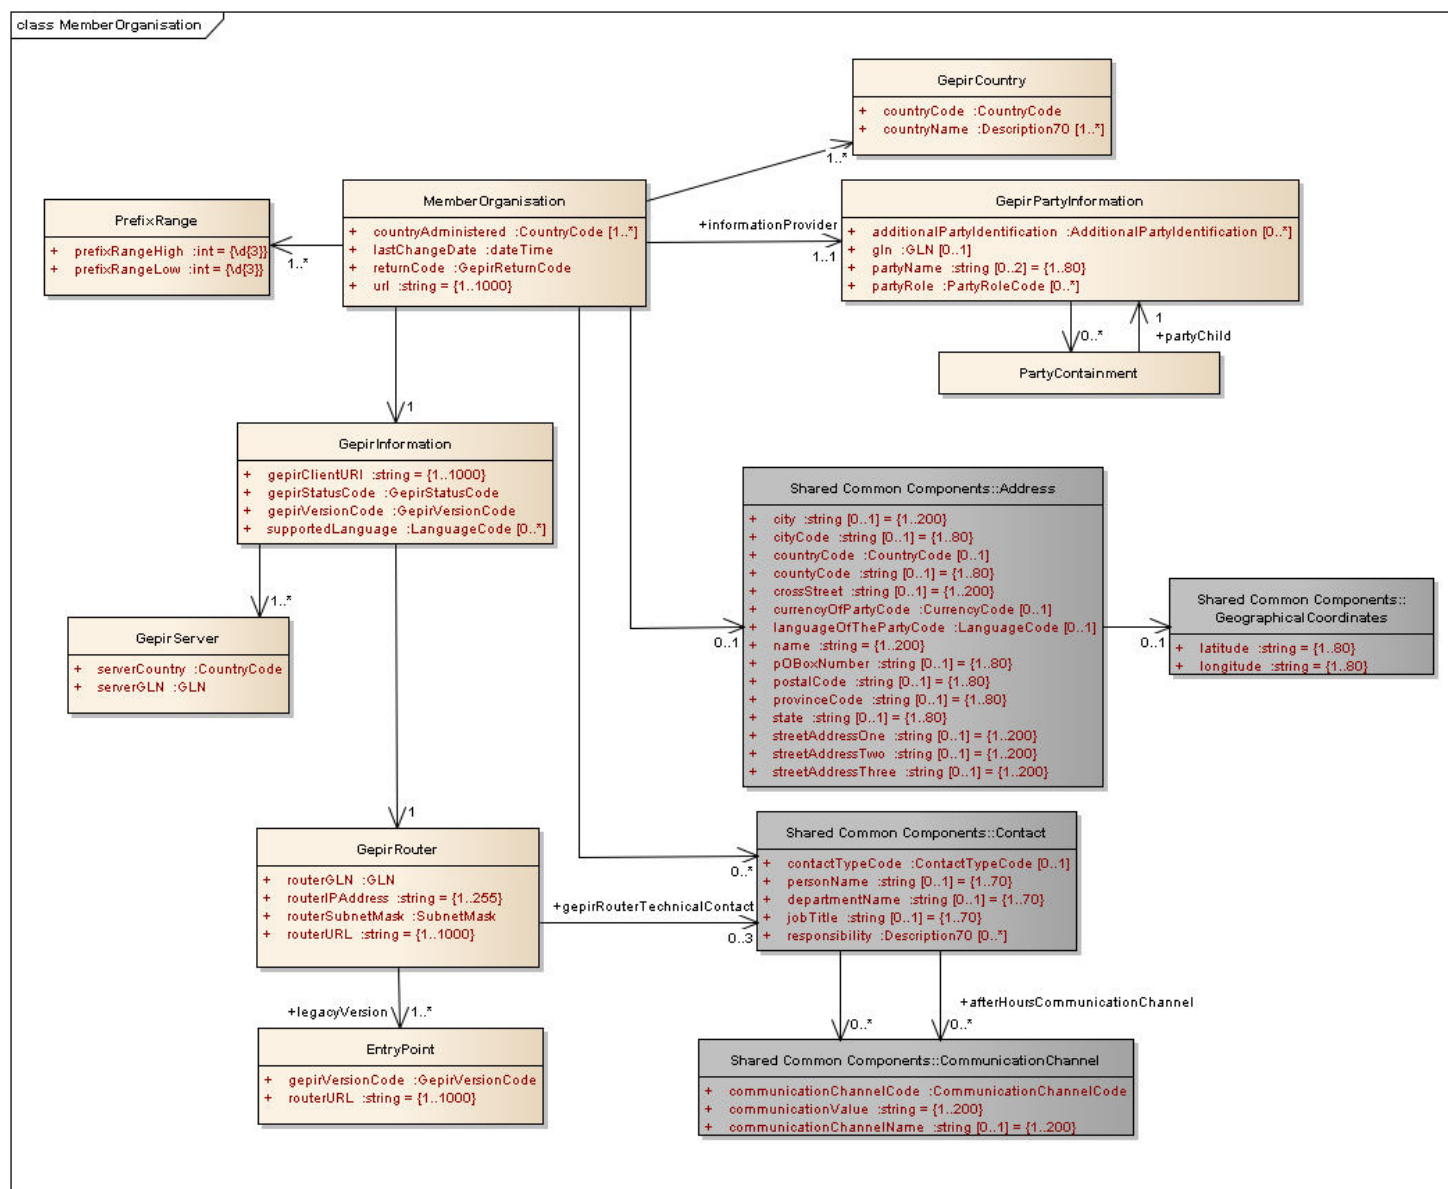 class MemberOrganisation
GepirCountry
+ countryCode :CountryCode
+ countryName :Description70 [1..*]
1..*
MemberOrganisation
+ countryAdministered :CountryCode [1..*]
+ lastChangeDate :dateTime
+ returnCode :GepirReturnCode
+ url :string = {1..1000}
PrefixRange
+ prefixRangeHigh :int = {\d{3}}
+ prefixRangeLow :int = {\d{3}}
1..*
+informationProvider
1..1
GepirPartyInformation
+ additionalPartyIdentification :AdditionalPartyIdentification [0..*]
+ gln :GLN [0..1]
+ partyName :string [0..2] = {1..80}
+ partyRole :PartyRoleCode [0..*]
0..*
1
+partyChild
PartyContainment
1
GepirInformation
+ gepirClientURI :string = {1..1000}
+ gepirStatusCode :GepirStatusCode
+ gepirVersionCode :GepirVersionCode
+ supportedLanguage :LanguageCode [0..*]
1..*
GepirServer
+ serverCountry :CountryCode
+ serverGLN :GLN
0..1
Shared Common Components::Address
+ city :string [0..1] = {1..200}
+ cityCode :string [0..1] = {1..80}
+ countryCode :CountryCode [0..1]
+ countyCode :string [0..1] = {1..80}
+ crossStreet :string [0..1] = {1..200}
+ currencyOfPartyCode :CurrencyCode [0..1]
+ languageOfThePartyCode :LanguageCode [0..1]
+ name :string = {1..200}
+ pOBoxNumber :string [0..1] = {1..80}
+ postalCode :string [0..1] = {1..80}
+ provinceCode :string [0..1] = {1..80}
+ state :string [0..1] = {1..80}
+ streetAddressOne :string [0..1] = {1..200}
+ streetAddressTwo :string [0..1] = {1..200}
+ streetAddressThree :string [0..1] = {1..200}
0..1
Shared Common Components::
GeographicalCoordinates
+ latitude :string = {1..80}
+ longitude :string = {1..80}
1
GepirRouter
+ routerGLN :GLN
+ routerIPAddress :string = {1..255}
+ routerSubnetMask :SubnetMask
+ routerURL :string = {1..1000}
0..*
+gepirRouterTechnicalContact
0..3
Shared Common Components::Contact
+ contactTypeCode :ContactTypeCode [0..1]
+ personName :string [0..1] = {1..70}
+ departmentName :string [0..1] = {1..70}
+ jobTitle :string [0..1] = {1..70}
+ responsibility :Description70 [0..*]
+legacyVersion
1..*
EntryPoint
+ gepirVersionCode :GepirVersionCode
+ routerURL :string = {1..1000}
+afterHoursCommunicationChannel
0..*
0..*
Shared Common Components::CommunicationChannel
+ communicationChannelCode :CommunicationChannelCode
+ communicationValue :string = {1..200}
+ communicationChannelName :string [0..1] = {1..200}